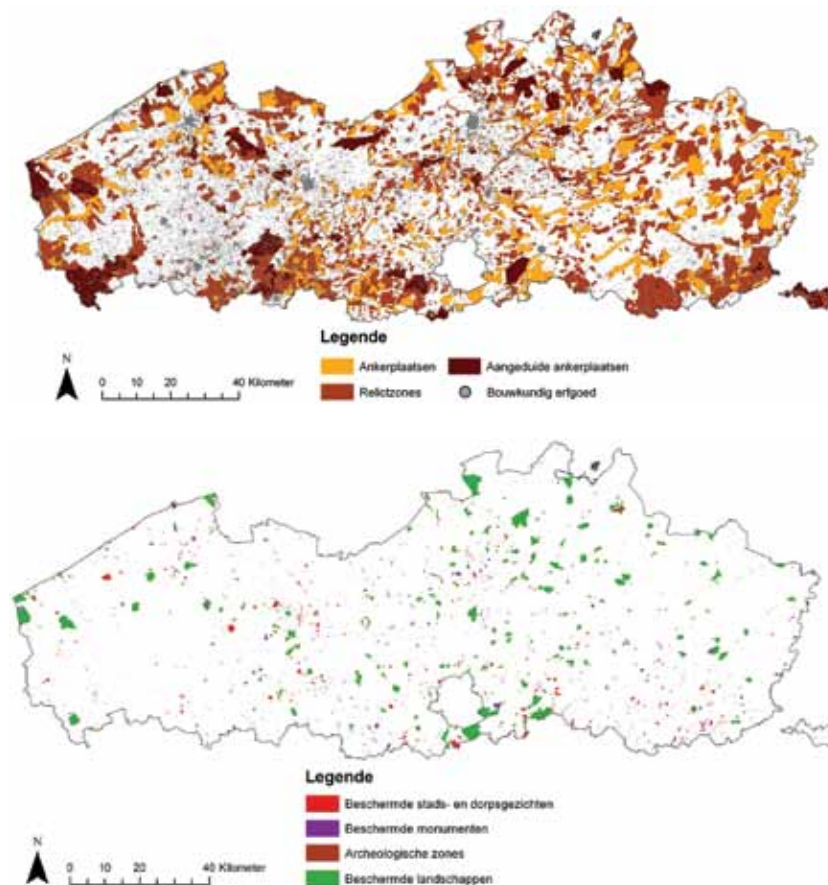 Legende
Ankerplaatsen
Aangeduide ankerplaatsen
Relictzones
Bouwkundig erfgoed
N
0 10 20 40 Kilometer
Legende
Beschermde stads- en dorpsgezichten
Beschermde monumenten
Archeologische zones
Beschermde landschappen
N
0 10 20 40 Kilometer